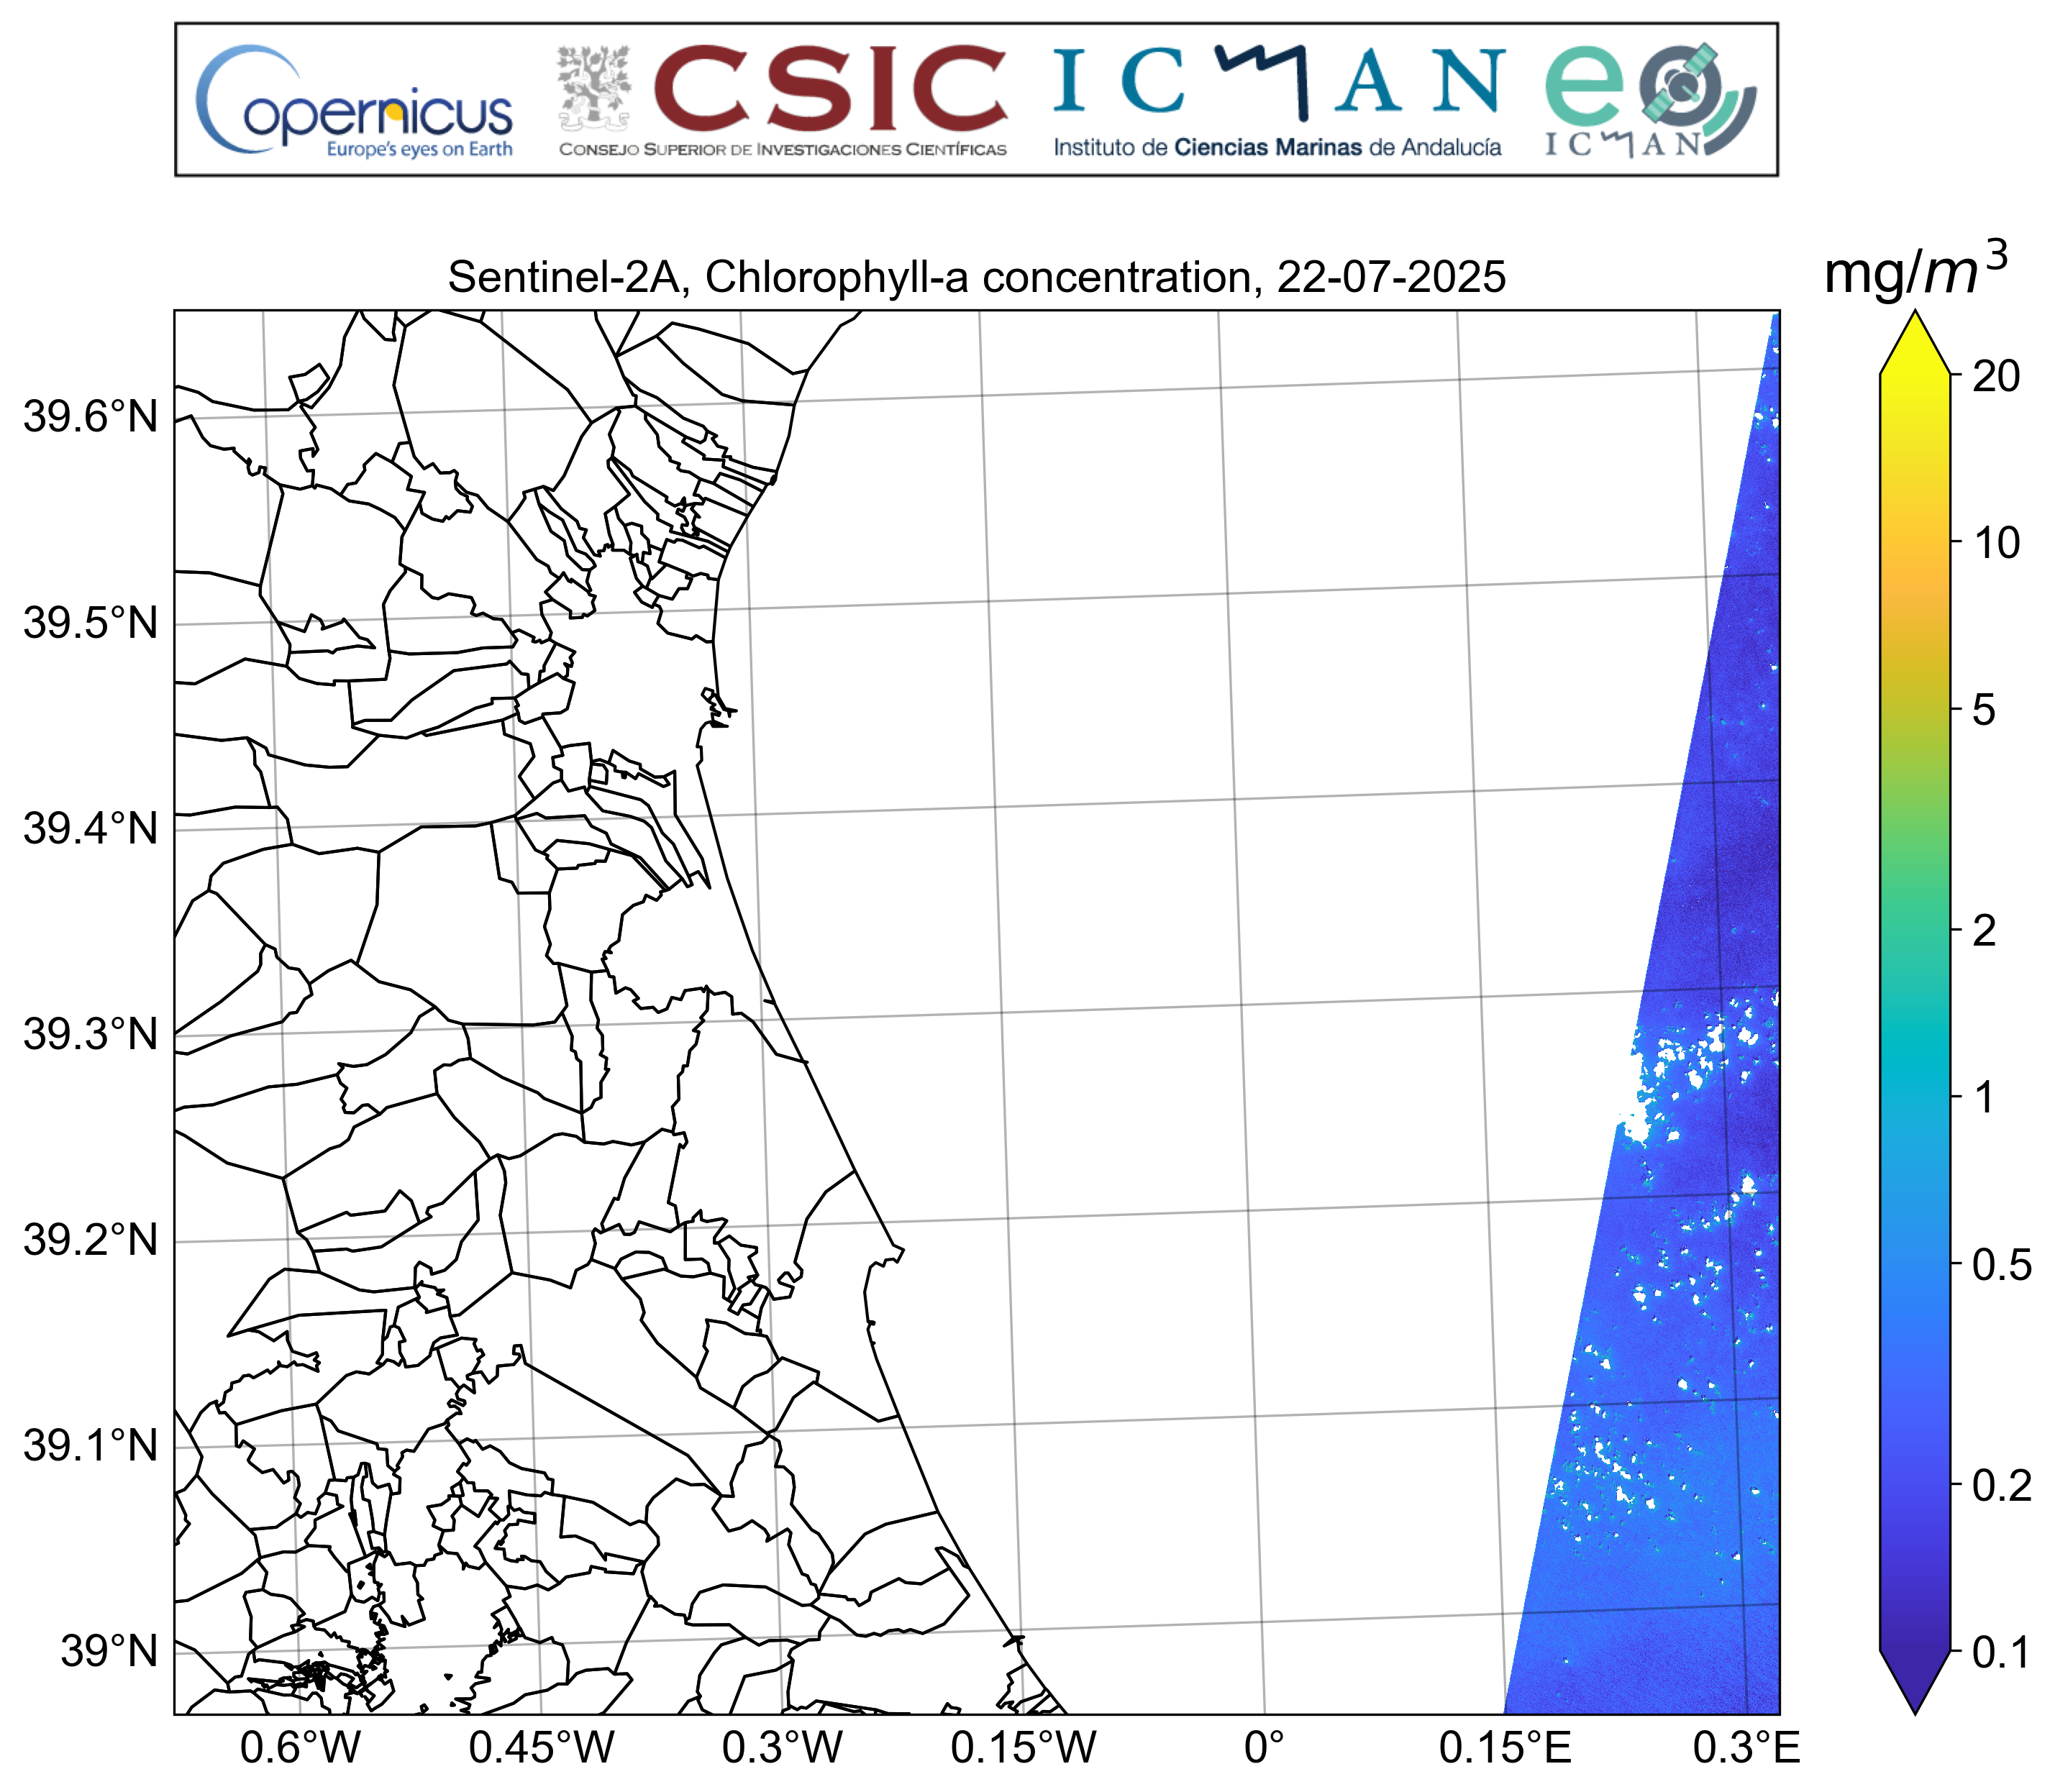 Copernicus
Europe's eyes on Earth
CSIC
CONSEJO SUPERIOR DE INVESTIGACIONES CIENTÍFICAS
ICMAN
Instituto de Ciencias Marinas de Andalucía
eo
ICMAN
Sentinel-2A, Chlorophyll-a concentration, 22-07-2025
mg/m³
39.6°N
39.5°N
39.4°N
39.3°N
39.2°N
39.1°N
39°N
0.6°W 0.45°W 0.3°W 0.15°W 0° 0.15°E 0.3°E
20
10
5
2
1
0.5
0.2
0.1